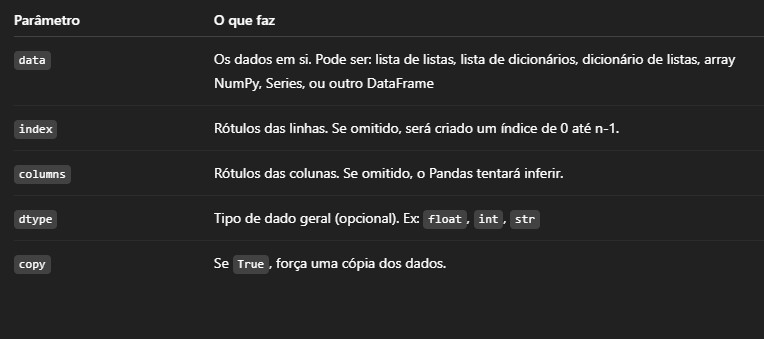 Parâmetro O que faz
data Os dados em si. Pode ser: lista de listas, lista de dicionários, dicionário de listas, array
NumPy, Series, ou outro DataFrame
index Rótulos das linhas. Se omitido, será criado um índice de 0 até n-1.
columns Rótulos das colunas. Se omitido, o Pandas tentará inferir.
dtype Tipo de dado geral (opcional). Ex: float, int, str
copy Se True, força uma cópia dos dados.